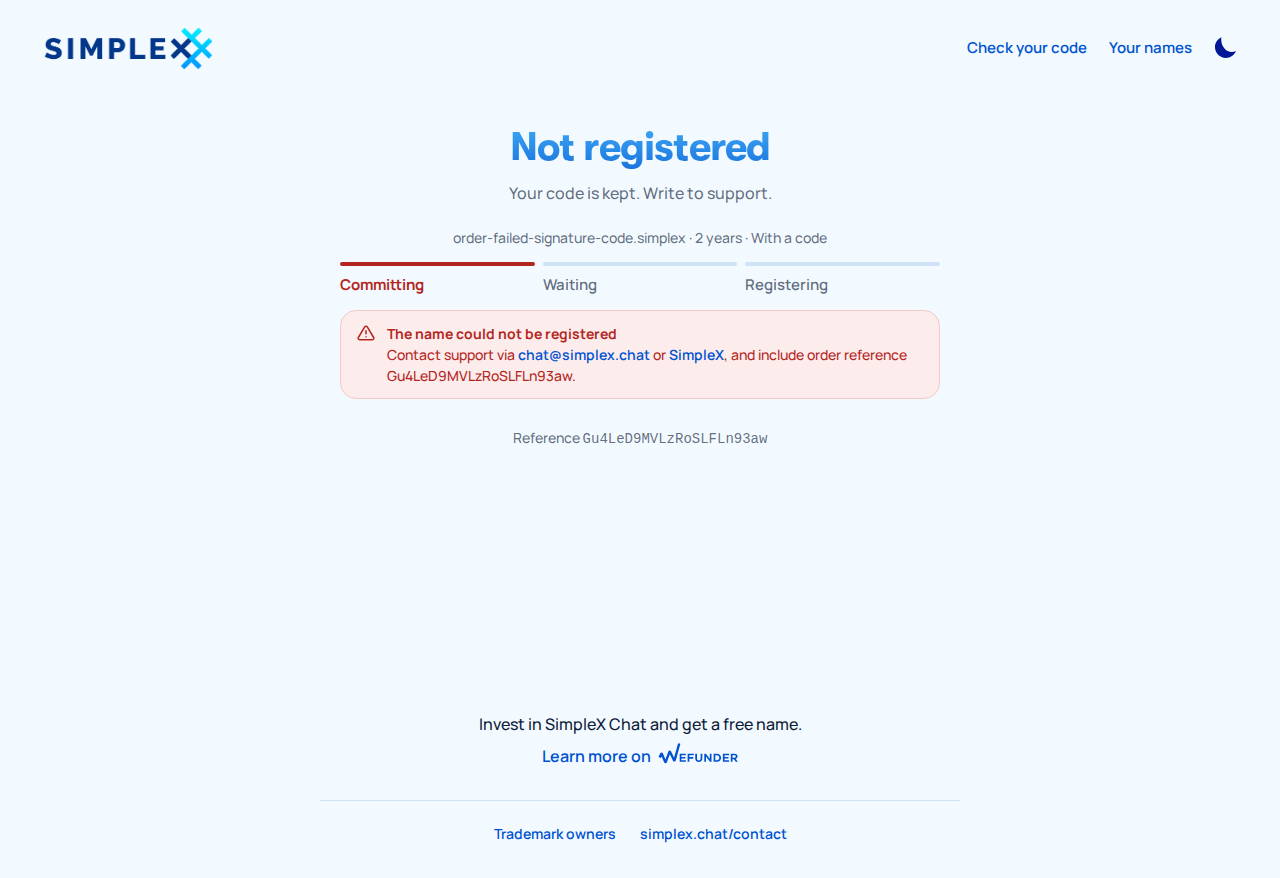 SIMPLEX
Check your code
Your names
Not registered
Your code is kept. Write to support.
order-failed-signature-code.simplex · 2 years · With a code
Committing
Waiting
Registering
The name could not be registered
Contact support via chat@simplex.chat or SimpleX, and include order reference
Gu4LeD9MVLzRoSLFLn93aw.
Reference Gu4LeD9MVLzRoSLFLn93aw
Invest in SimpleX Chat and get a free name.
Learn more on WEFUNDER
Trademark owners
simplex.chat/contact